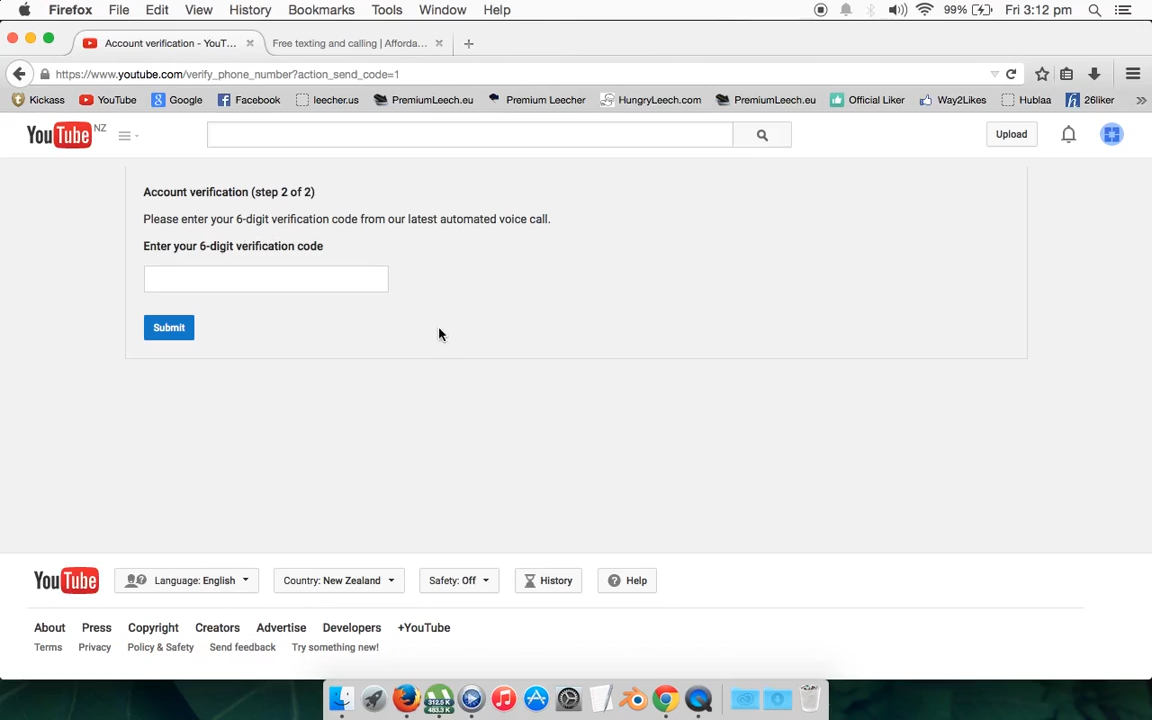 Firefox File Edit View History Bookmarks Tools Window Help 99% Fri 3:12 pm
Account verification - YouT... Free texting and calling | Afforda...
https://www.youtube.com/verify_phone_number?action_send_code=1
Kickass YouTube Google Facebook leecher.us PremiumLeech.eu Premium Leecher HungryLeech.com PremiumLeech.eu Official Liker Way2Likes Hublaa 26liker
YouTube NZ Upload
Account verification (step 2 of 2)
Please enter your 6-digit verification code from our latest automated voice call.
Enter your 6-digit verification code
Submit
YouTube Language: English Country: New Zealand Safety: Off History Help
About Press Copyright Creators Advertise Developers +YouTube
Terms Privacy Policy & Safety Send feedback Try something new!
312.5 K
483.3 K